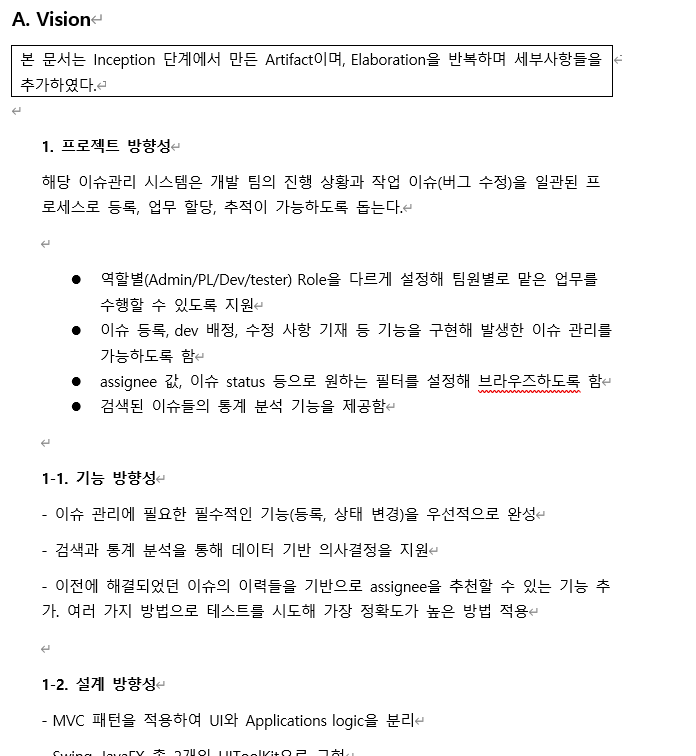 A. Vision
본 문서는 Inception 단계에서 만든 Artifact이며, Elaboration을 반복하며 세부사항들을
추가하였다.
1. 프로젝트 방향성
해당 이슈관리 시스템은 개발 팀의 진행 상황과 작업 이슈(버그 수정)을 일관된 프
로세스로 등록, 업무 할당, 추적이 가능하도록 돕는다.
● 역할별(Admin/PL/Dev/tester) Role을 다르게 설정해 팀원별로 맡은 업무를
수행할 수 있도록 지원
● 이슈 등록, dev 배정, 수정 사항 기재 등 기능을 구현해 발생한 이슈 관리를
가능하도록 함
● assignee 값, 이슈 status 등으로 원하는 필터를 설정해 브라우즈하도록 함
● 검색된 이슈들의 통계 분석 기능을 제공함
1-1. 기능 방향성
- 이슈 관리에 필요한 필수적인 기능(등록, 상태 변경)을 우선적으로 완성
- 검색과 통계 분석을 통해 데이터 기반 의사결정을 지원
- 이전에 해결되었던 이슈의 이력들을 기반으로 assignee을 추천할 수 있는 기능 추
가. 여러 가지 방법으로 테스트를 시도해 가장 정확도가 높은 방법 적용
1-2. 설계 방향성
- MVC 패턴을 적용하여 UI와 Applications logic을 분리
- Swing, JavaFX 총 2개의 UIToolKit으로 구현